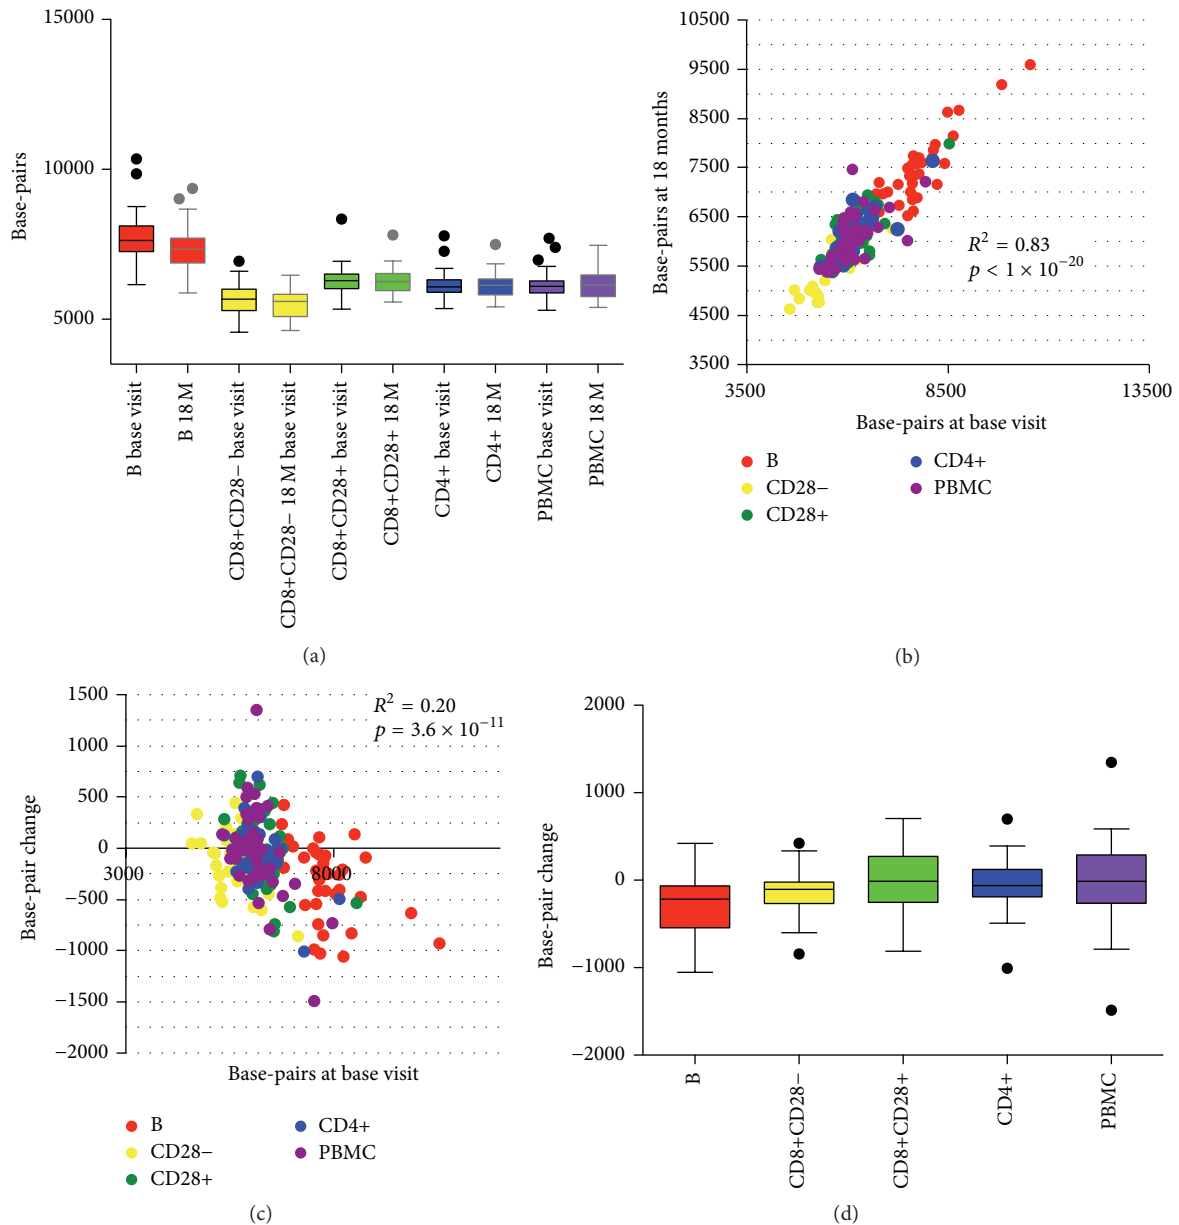 15000
10000
5000
Base-pairs
B base visit
B 18 M
CD8+CD28− base visit
CD8+CD28− 18 M base visit
CD8+CD28+ base visit
CD8+CD28+ 18 M
CD4+ base visit
CD4+ 18 M
PBMC base visit
PBMC 18 M
(a)
10500
9500
8500
7500
6500
5500
4500
3500
Base-pairs at 18 months
R² = 0.83
p < 1 × 10⁻²⁰
3500 8500 13500
Base-pairs at base visit
B CD4+
CD28− PBMC
CD28+
(b)
1500
1000
500
0
−500
−1000
−1500
−2000
Base-pair change
R² = 0.20
p = 3.6 × 10⁻¹¹
3000 8000
Base-pairs at base visit
B CD4+
CD28− PBMC
CD28+
(c)
2000
1000
0
−1000
−2000
Base-pair change
B
CD8+CD28−
CD8+CD28+
CD4+
PBMC
(d)